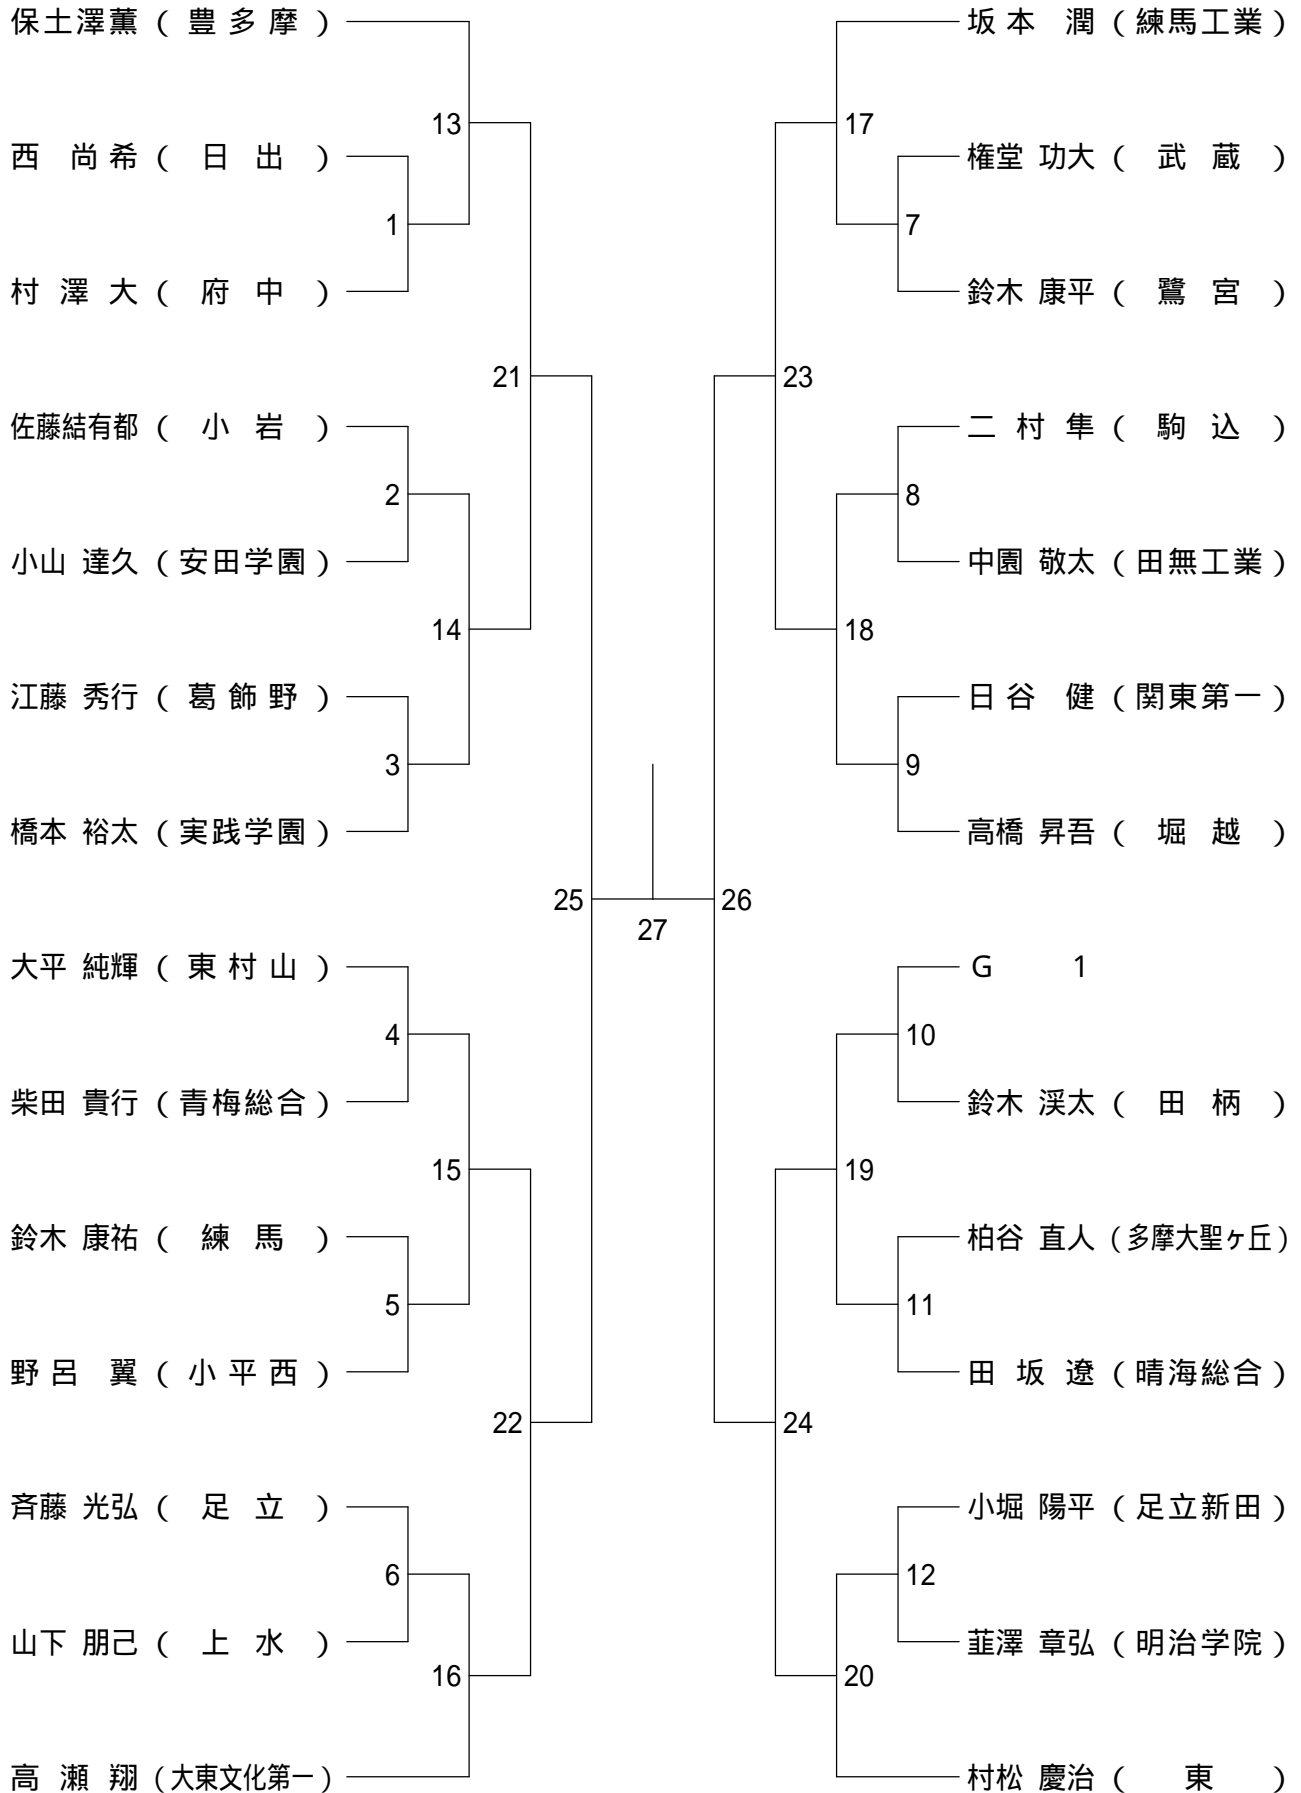 保土澤薫 ( 豊多摩 )
13
西 尚希 ( 日出 )
1
村澤大 ( 府中 )
21
佐藤結有都 ( 小岩 )
2
小山 達久 ( 安田学園 )
14
江藤 秀行 ( 葛飾野 )
3
橋本 裕太 ( 実践学園 )
25
大平 純輝 ( 東村山 )
4
柴田 貴行 ( 青梅総合 )
15
鈴木 康祐 ( 練馬 )
5
野呂 翼 ( 小平西 )
22
斉藤 光弘 ( 足立 )
6
山下 朋己 ( 上水 )
16
高瀬翔 ( 大東文化第一 )
27
坂本 潤 ( 練馬工業 )
17
権堂 功大 ( 武蔵 )
7
鈴木 康平 ( 鷺宮 )
23
二村隼 ( 駒込 )
8
中園 敬太 ( 田無工業 )
18
日谷 健 ( 関東第一 )
9
高橋 昇吾 ( 堀越 )
26
G 1
10
鈴木 渓太 ( 田柄 )
19
柏谷 直人 ( 多摩大聖ヶ丘 )
11
田坂遼 ( 晴海総合 )
24
小堀 陽平 ( 足立新田 )
12
韮澤 章弘 ( 明治学院 )
20
村松 慶治 ( 東 )